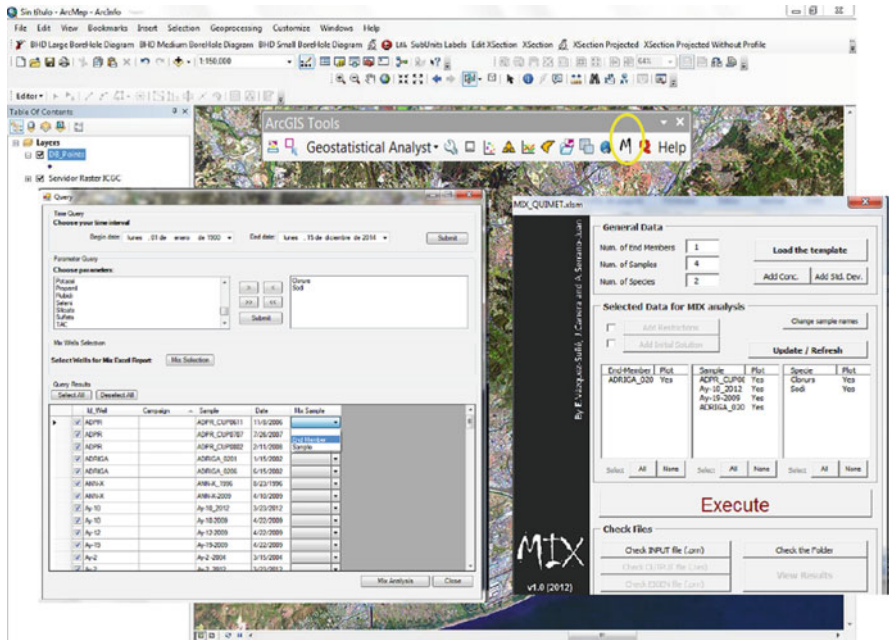 Sin título - ArcMap - ArcInfo
File Edit View Bookmarks Insert Selection Geoprocessing Customize Windows Help
BHD Large BoreHole Diagram BHD Medium BoreHole Diagram BHD Small BoreHole Diagram Lith SubUnits Labels Edit XSection XSection XSection Projected XSection Projected Without Profile
1:150,000
Editor
Table Of Contents
Layers
DB_Points
Servidor Raster ICGC
ArcGIS Tools
Geostatistical Analyst
M
Help
Query
Time Query
Choose your time interval
Begin date: lunes , 01 de enero de 1900
End date: lunes , 15 de diciembre de 2014
Submit
Parameter Query
Choose parameters:
Potassi
Propanil
Rubidi
Seleni
Silicats
Sulfats
TAC
>
<
>>
<<
Submit
Clorurs
Sodi
Mix Wells Selection
Select Wells for Mix Excel Report
Mix Selection
Query Results
Select All
Deselect All
Id_Well Campaign Sample Date Mix Sample
ADPR ADPR_CUP0611 11/8/2006
ADPR ADPR_CUP0707 7/26/2007 End Member
ADPR ADPR_CUP0802 2/11/2008 Sample
ADRIGA ADRIGA_0201 1/15/2002
ADRIGA ADRIGA_0206 6/15/2002
ANN-X ANN-X_1996 8/23/1996
ANN-X ANN-X-2009 4/10/2009
Ay-10 Ay-10_2012 3/23/2012
Ay-10 Ay-10-2009 4/22/2009
Ay-12 Ay-12-2009 4/22/2009
Ay-19 Ay-19-2009 4/22/2009
Ay-2 Ay-2 -2004 3/15/2004
Ay-2 Ay-2_2012 3/23/2012
Mix Analysis
Close
MIX_QUIMET.xlsm
By E.Vázquez-Suñé, J.Carrera and A.Serrano-Juan
MIX
v1.0 (2012)
General Data
Num. of End Members 1
Num. of Samples 4
Num. of Species 2
Load the template
Add Conc.
Add Std. Dev.
Selected Data for MIX analysis
Add Restrictions
Add Initial Solution
Change sample names
Update / Refresh
End-Member Plot
ADRIGA_020 Yes
Sample Plot
ADPR_CUP06 Yes
Ay-10_2012 Yes
Ay-19-2009 Yes
ADRIGA_020 Yes
Specie Plot
Clorurs Yes
Sodi Yes
Select All None
Select All None
Select All None
Execute
Check Files
Check INPUT file (.prn)
Check the Folder
View Results